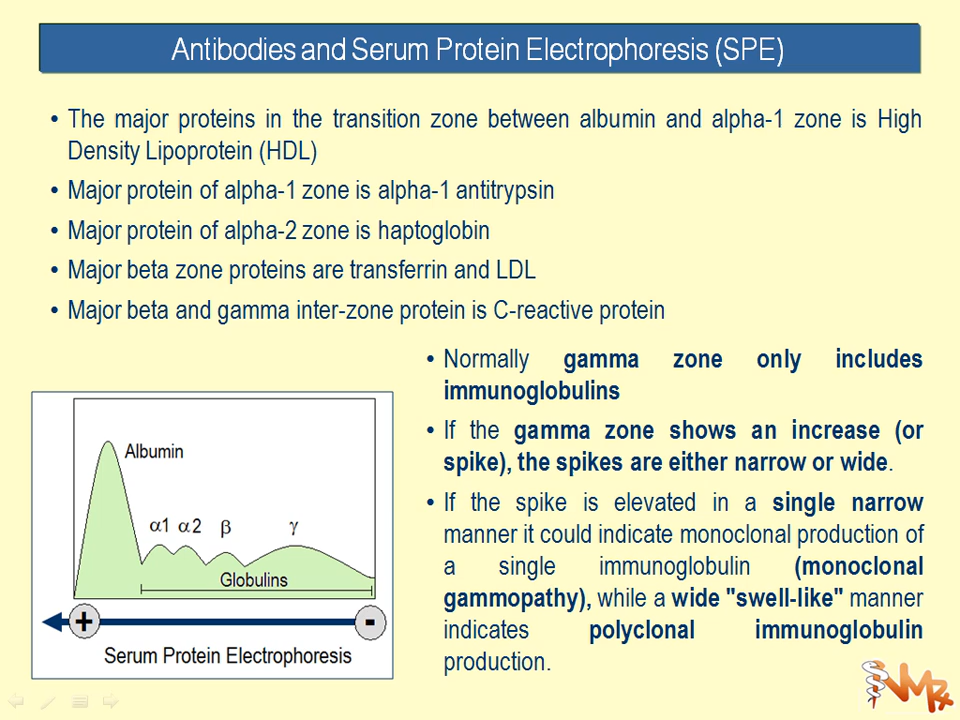 Antibodies and Serum Protein Electrophoresis (SPE)
• The major proteins in the transition zone between albumin and alpha-1 zone is High
Density Lipoprotein (HDL)
• Major protein of alpha-1 zone is alpha-1 antitrypsin
• Major protein of alpha-2 zone is haptoglobin
• Major beta zone proteins are transferrin and LDL
• Major beta and gamma inter-zone protein is C-reactive protein
• Normally gamma zone only includes
immunoglobulins
• If the gamma zone shows an increase (or
spike), the spikes are either narrow or wide.
• If the spike is elevated in a single narrow
manner it could indicate monoclonal production of
a single immunoglobulin (monoclonal
gammopathy), while a wide "swell-like" manner
indicates polyclonal immunoglobulin
production.
Albumin
α1 α2 β γ
Globulins
+ -
Serum Protein Electrophoresis
VMRx